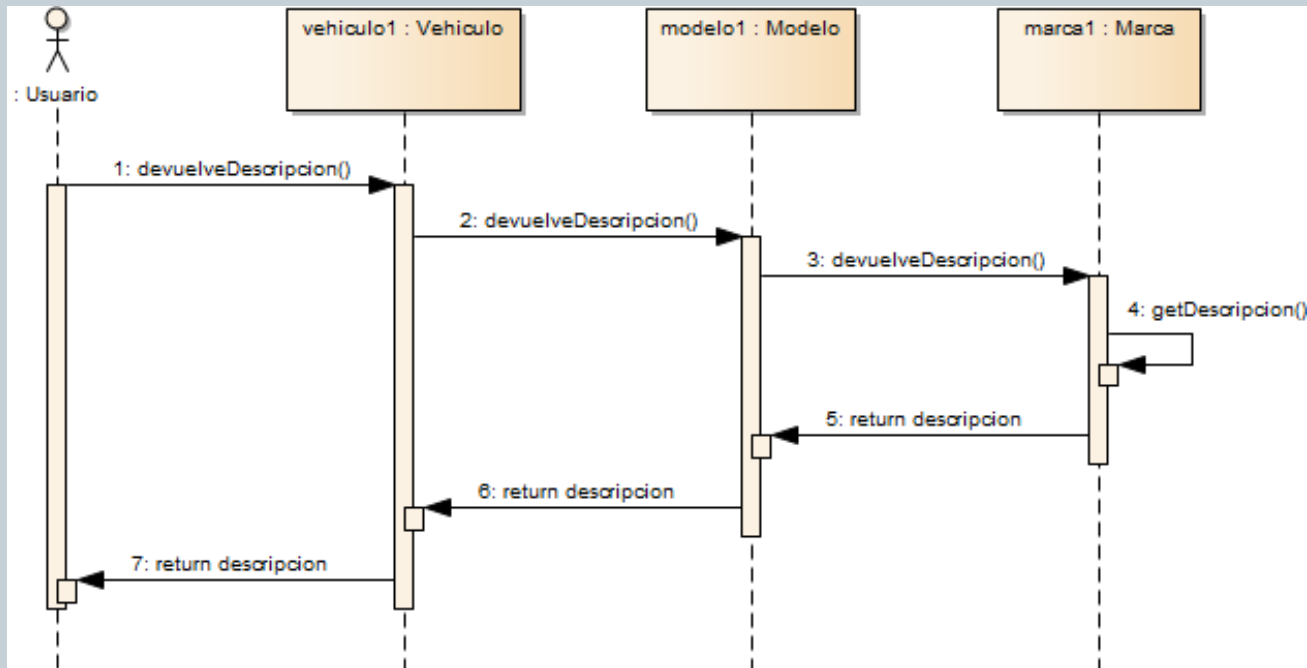 vehiculo1 : Vehiculo
modelo1 : Modelo
marca1 : Marca
: Usuario
1: devuelveDescripcion()
2: devuelveDescripcion()
3: devuelveDescripcion()
4: getDescripcion()
5: return descripcion
6: return descripcion
7: return descripcion